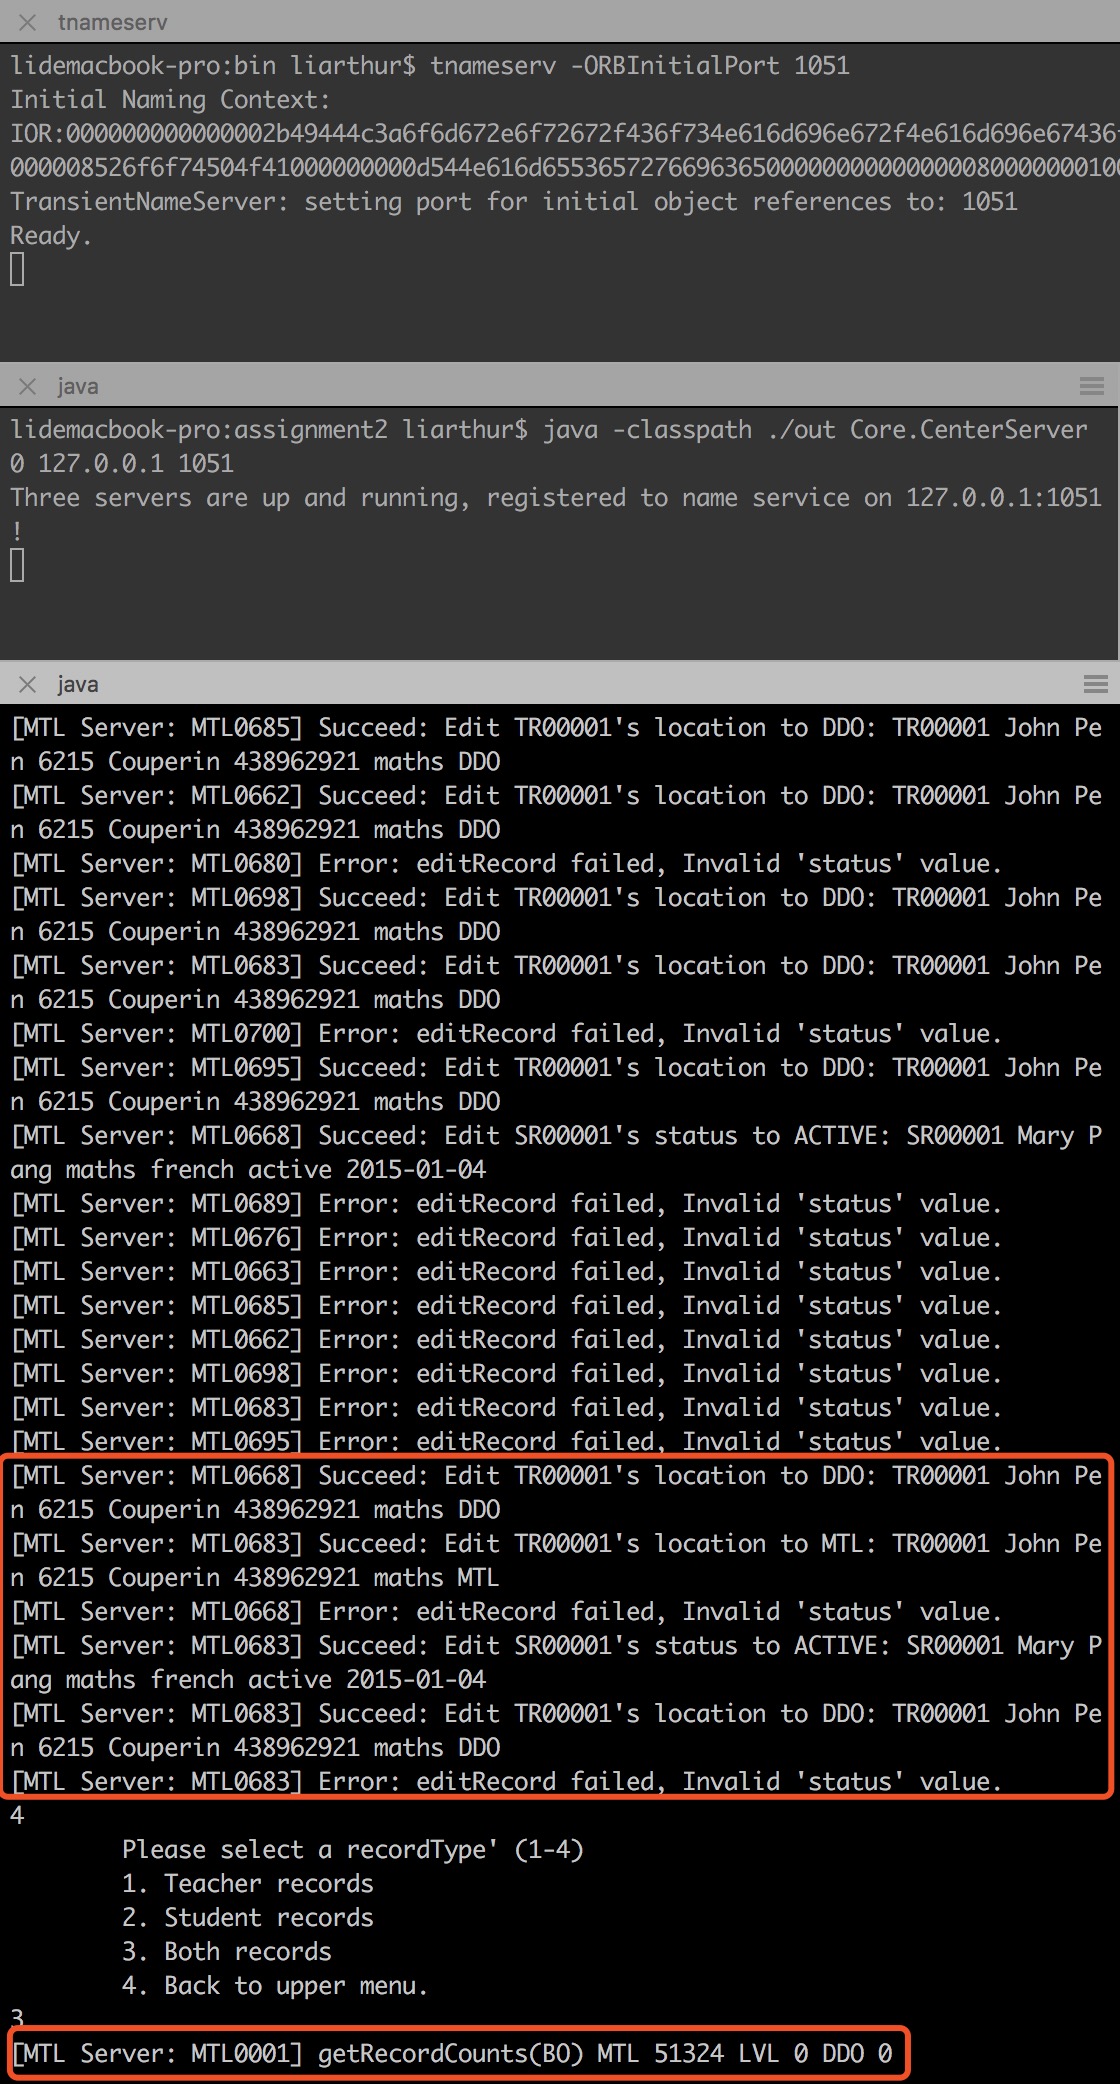 tnameserv
lidemacbook-pro:bin liarthur$ tnameserv -ORBInitialPort 1051
Initial Naming Context:
IOR:000000000000002b49444c3a6f6d672e6f72672f436f734e616d696e672f4e616d696e67436
000008526f6f74504f41000000000d544e616d6553657276696365000000000000000800000001
TransientNameServer: setting port for initial object references to: 1051
Ready.
java
lidemacbook-pro:assignment2 liarthur$ java -classpath ./out Core.CenterServer
0 127.0.0.1 1051
Three servers are up and running, registered to name service on 127.0.0.1:1051
!
java
[MTL Server: MTL0685] Succeed: Edit TR00001's location to DDO: TR00001 John Pe
n 6215 Couperin 438962921 maths DDO
[MTL Server: MTL0662] Succeed: Edit TR00001's location to DDO: TR00001 John Pe
n 6215 Couperin 438962921 maths DDO
[MTL Server: MTL0680] Error: editRecord failed, Invalid 'status' value.
[MTL Server: MTL0698] Succeed: Edit TR00001's location to DDO: TR00001 John Pe
n 6215 Couperin 438962921 maths DDO
[MTL Server: MTL0683] Succeed: Edit TR00001's location to DDO: TR00001 John Pe
n 6215 Couperin 438962921 maths DDO
[MTL Server: MTL0700] Error: editRecord failed, Invalid 'status' value.
[MTL Server: MTL0695] Succeed: Edit TR00001's location to DDO: TR00001 John Pe
n 6215 Couperin 438962921 maths DDO
[MTL Server: MTL0668] Succeed: Edit SR00001's status to ACTIVE: SR00001 Mary P
ang maths french active 2015-01-04
[MTL Server: MTL0689] Error: editRecord failed, Invalid 'status' value.
[MTL Server: MTL0676] Error: editRecord failed, Invalid 'status' value.
[MTL Server: MTL0663] Error: editRecord failed, Invalid 'status' value.
[MTL Server: MTL0685] Error: editRecord failed, Invalid 'status' value.
[MTL Server: MTL0662] Error: editRecord failed, Invalid 'status' value.
[MTL Server: MTL0698] Error: editRecord failed, Invalid 'status' value.
[MTL Server: MTL0683] Error: editRecord failed, Invalid 'status' value.
[MTL Server: MTL0695] Error: editRecord failed, Invalid 'status' value.
[MTL Server: MTL0668] Succeed: Edit TR00001's location to DDO: TR00001 John Pe
n 6215 Couperin 438962921 maths DDO
[MTL Server: MTL0683] Succeed: Edit TR00001's location to MTL: TR00001 John Pe
n 6215 Couperin 438962921 maths MTL
[MTL Server: MTL0668] Error: editRecord failed, Invalid 'status' value.
[MTL Server: MTL0683] Succeed: Edit SR00001's status to ACTIVE: SR00001 Mary P
ang maths french active 2015-01-04
[MTL Server: MTL0683] Succeed: Edit TR00001's location to DDO: TR00001 John Pe
n 6215 Couperin 438962921 maths DDO
[MTL Server: MTL0683] Error: editRecord failed, Invalid 'status' value.
4
Please select a recordType' (1-4)
1. Teacher records
2. Student records
3. Both records
4. Back to upper menu.
3
[MTL Server: MTL0001] getRecordCounts(BO) MTL 51324 LVL 0 DDO 0